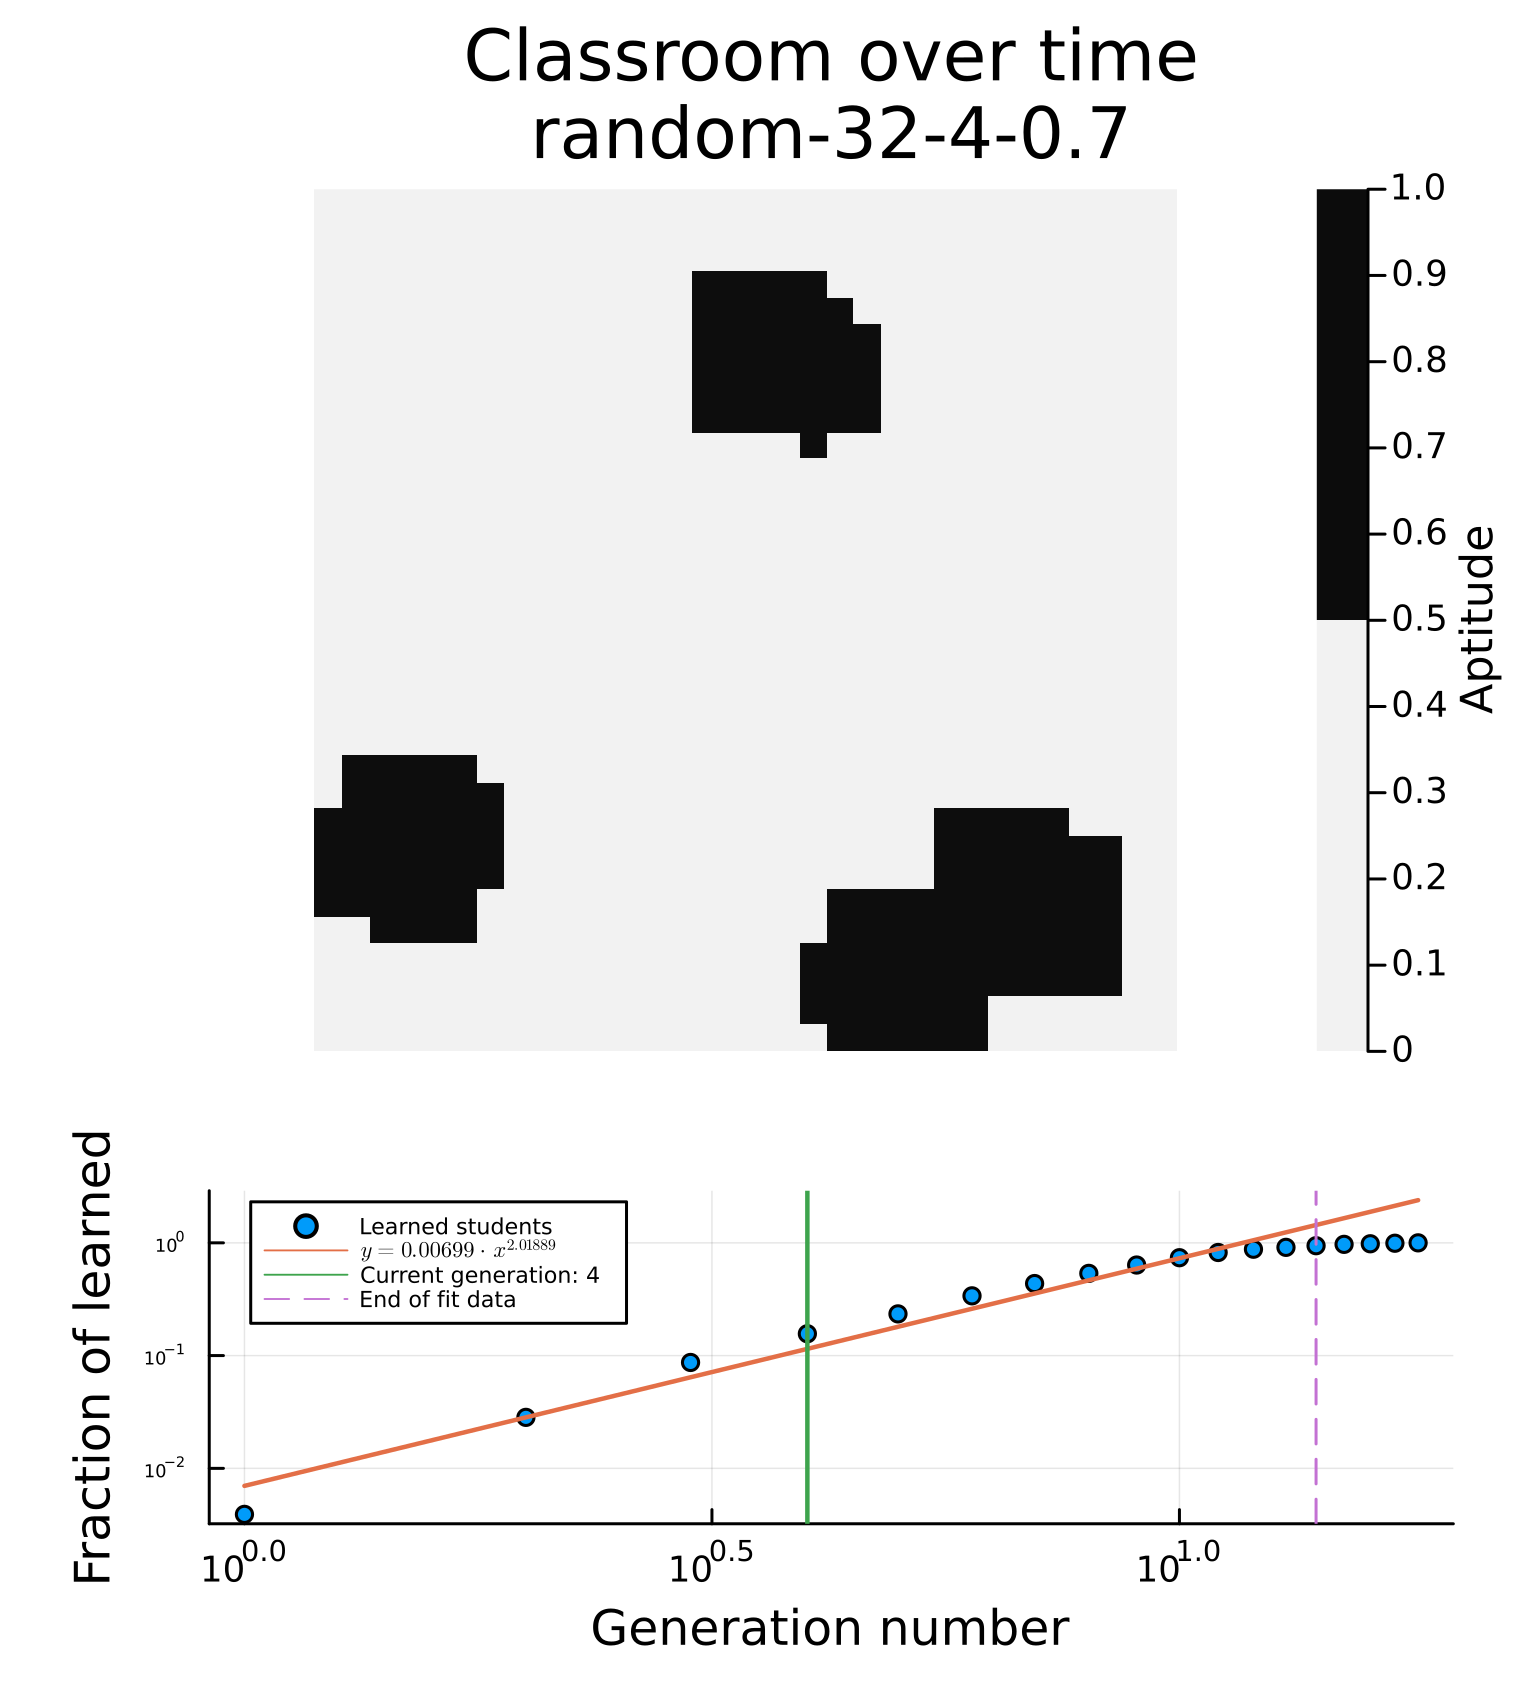 Classroom over time
random-32-4-0.7
1.0
0.9
0.8
0.7
0.6
0.5
0.4
0.3
0.2
0.1
0
Aptitude
Fraction of learned
10⁰
10⁻¹
10⁻²
Learned students
y = 0.00699 · x^2.01889
Current generation: 4
End of fit data
10^0.0
10^0.5
10^1.0
Generation number